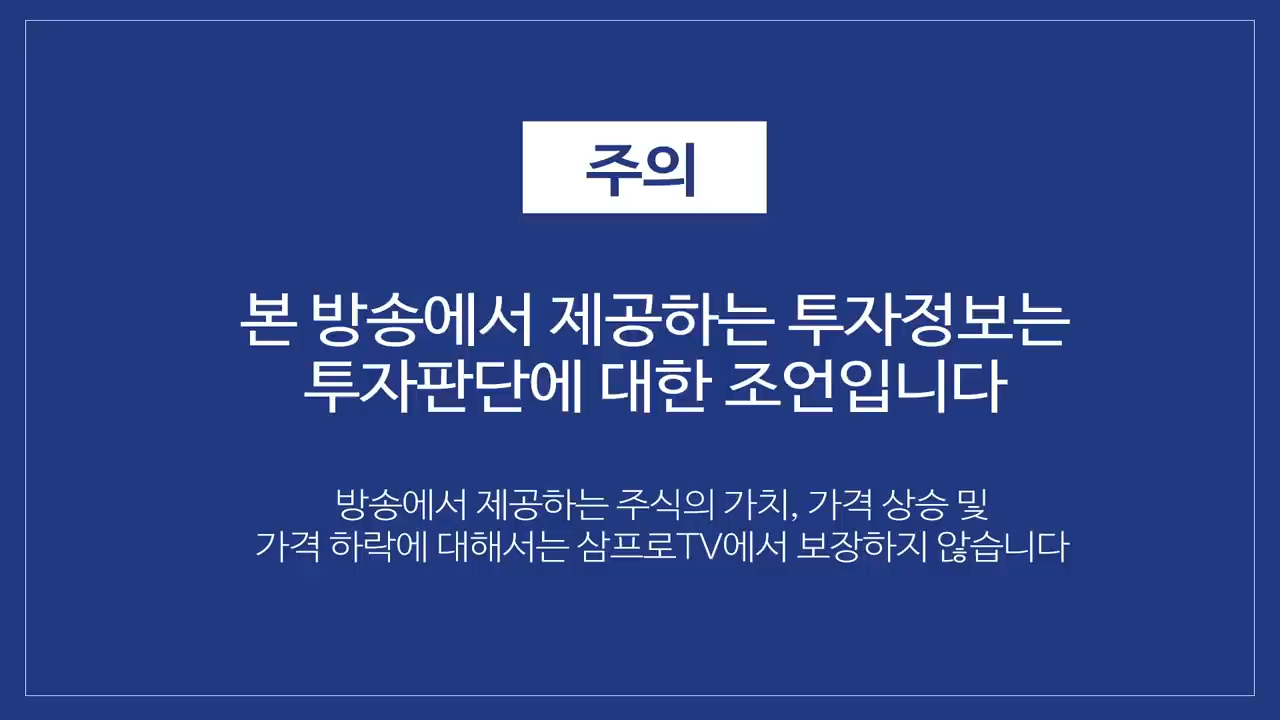 주의
본 방송에서 제공하는 투자정보는
투자판단에 대한 조언입니다
방송에서 제공하는 주식의 가치, 가격 상승 및
가격 하락에 대해서는 삼프로TV에서 보장하지 않습니다